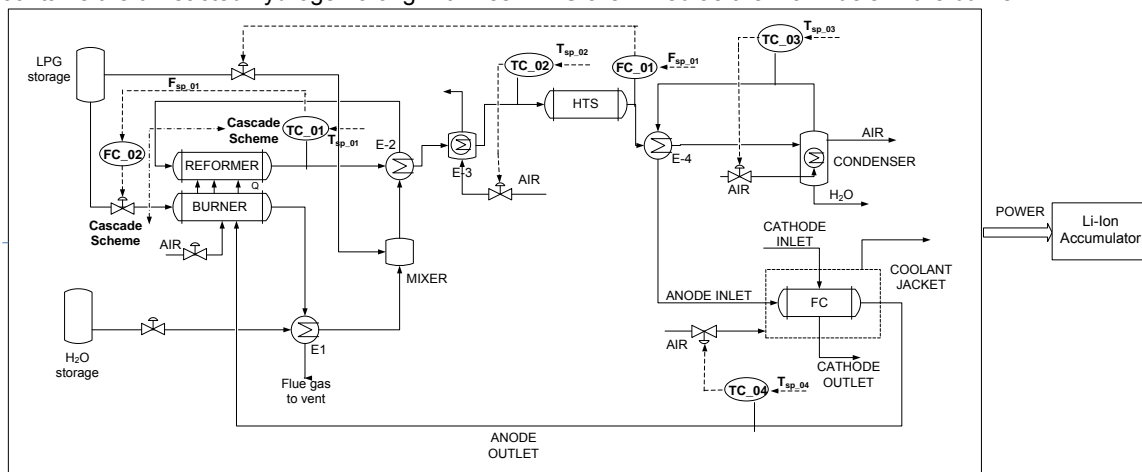 LPG
storage
F_sp_01
Cascade
Scheme
TC_01
T_sp_01
FC_02
REFORMER
Q
BURNER
Cascade
Scheme
AIR
E-2
E-3
AIR
TC_02
T_sp_02
FC_01
F_sp_01
HTS
E-4
TC_03
T_sp_03
AIR
CONDENSER
AIR
H2O
MIXER
H2O
storage
E1
Flue gas
to vent
CATHODE
INLET
COOLANT
JACKET
ANODE INLET
FC
AIR
CATHODE
OUTLET
TC_04
T_sp_04
ANODE
OUTLET
POWER
Li-Ion
Accumulator